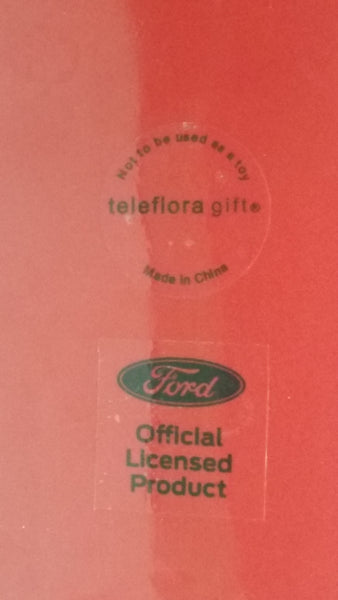 Not to be used as a toy
teleflora gift®
Made in China
Ford
Official
Licensed
Product